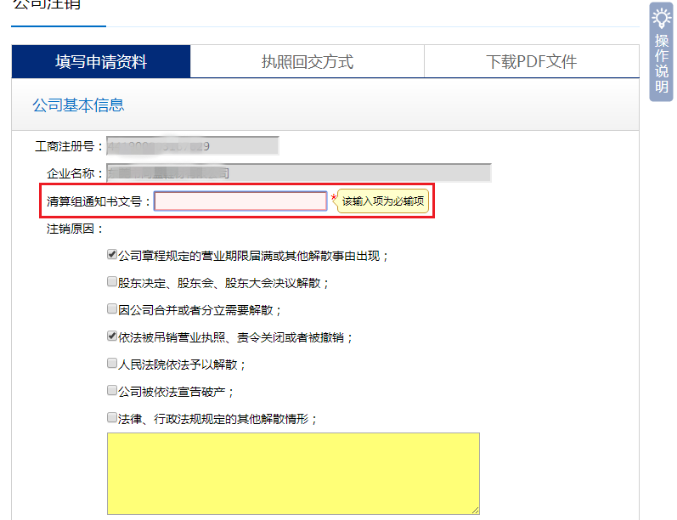 公司注销
操作说明
填写申请资料 执照回交方式 下载PDF文件
公司基本信息
工商注册号：
企业名称：
清算组通知书文号： * 该输入项为必输项
注销原因：
公司章程规定的营业期限届满或其他解散事由出现；
股东决定、股东会、股东大会决议解散；
因公司合并或者分立需要解散；
依法被吊销营业执照、责令关闭或者被撤销；
人民法院依法予以解散；
公司被依法宣告破产；
法律、行政法规规定的其他解散情形；